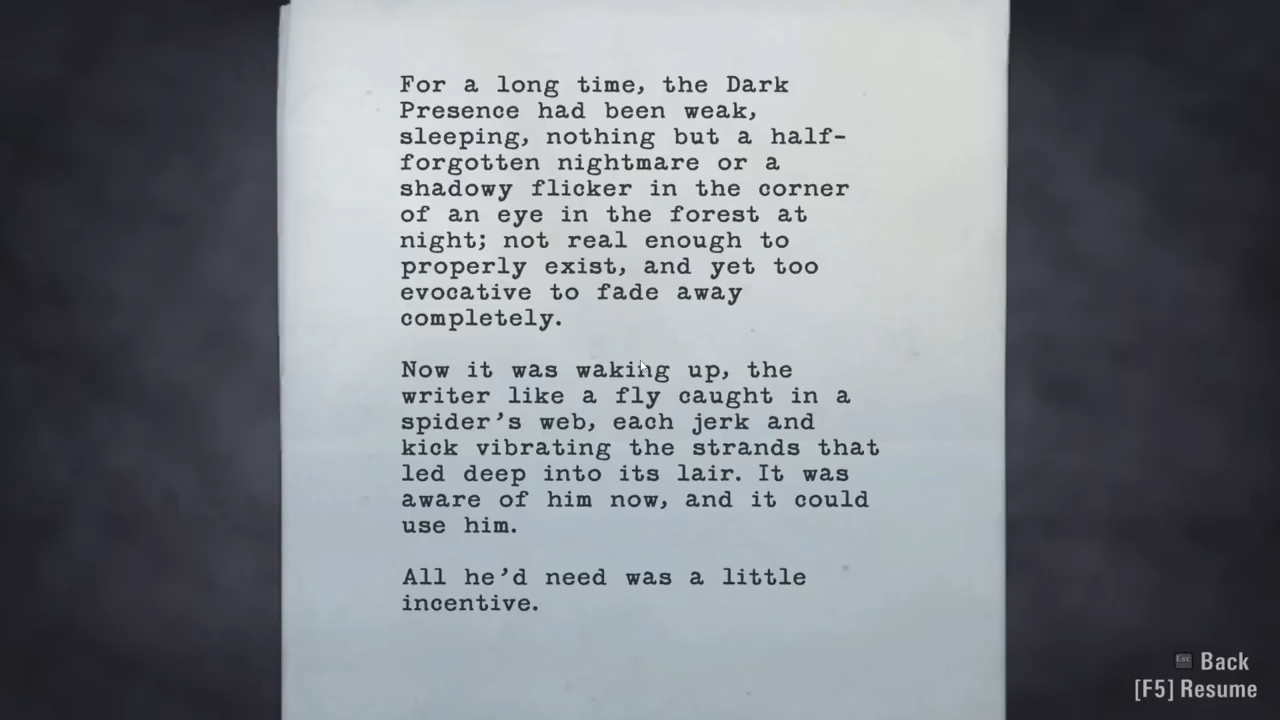 For a long time, the Dark
Presence had been weak,
sleeping, nothing but a half-
forgotten nightmare or a
shadowy flicker in the corner
of an eye in the forest at
night; not real enough to
properly exist, and yet too
evocative to fade away
completely.
Now it was waking up, the
writer like a fly caught in a
spider's web, each jerk and
kick vibrating the strands that
led deep into its lair. It was
aware of him now, and it could
use him.
All he'd need was a little
incentive.
Esc Back
[F5] Resume